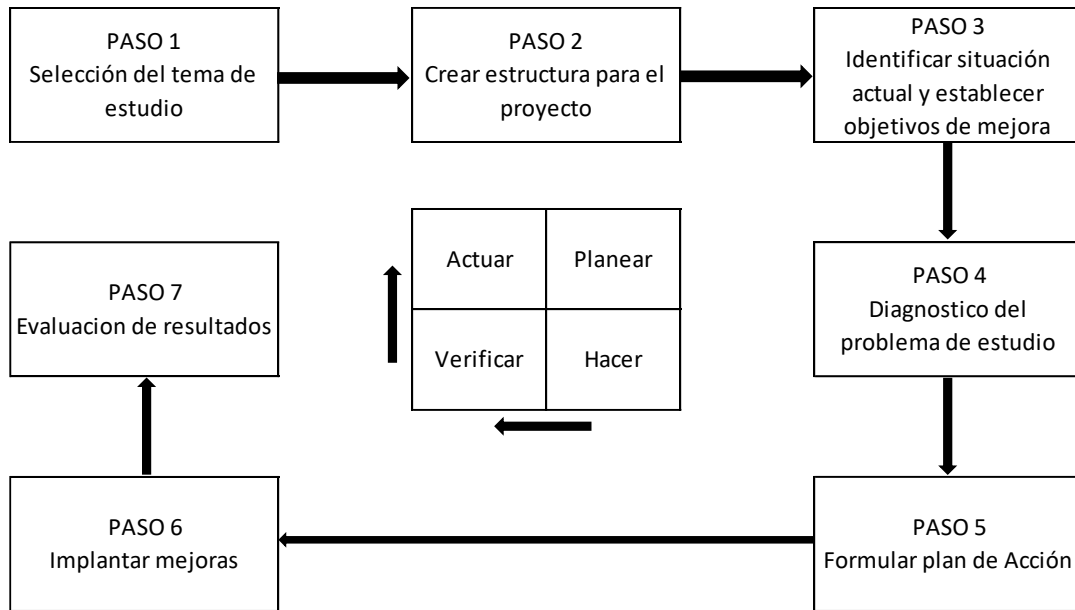 PASO 1
Selección del tema de
estudio
PASO 2
Crear estructura para el
proyecto
PASO 3
Identificar situación
actual y establecer
objetivos de mejora
PASO 4
Diagnostico del
problema de estudio
PASO 5
Formular plan de Acción
PASO 6
Implantar mejoras
PASO 7
Evaluacion de resultados
Actuar
Planear
Verificar
Hacer